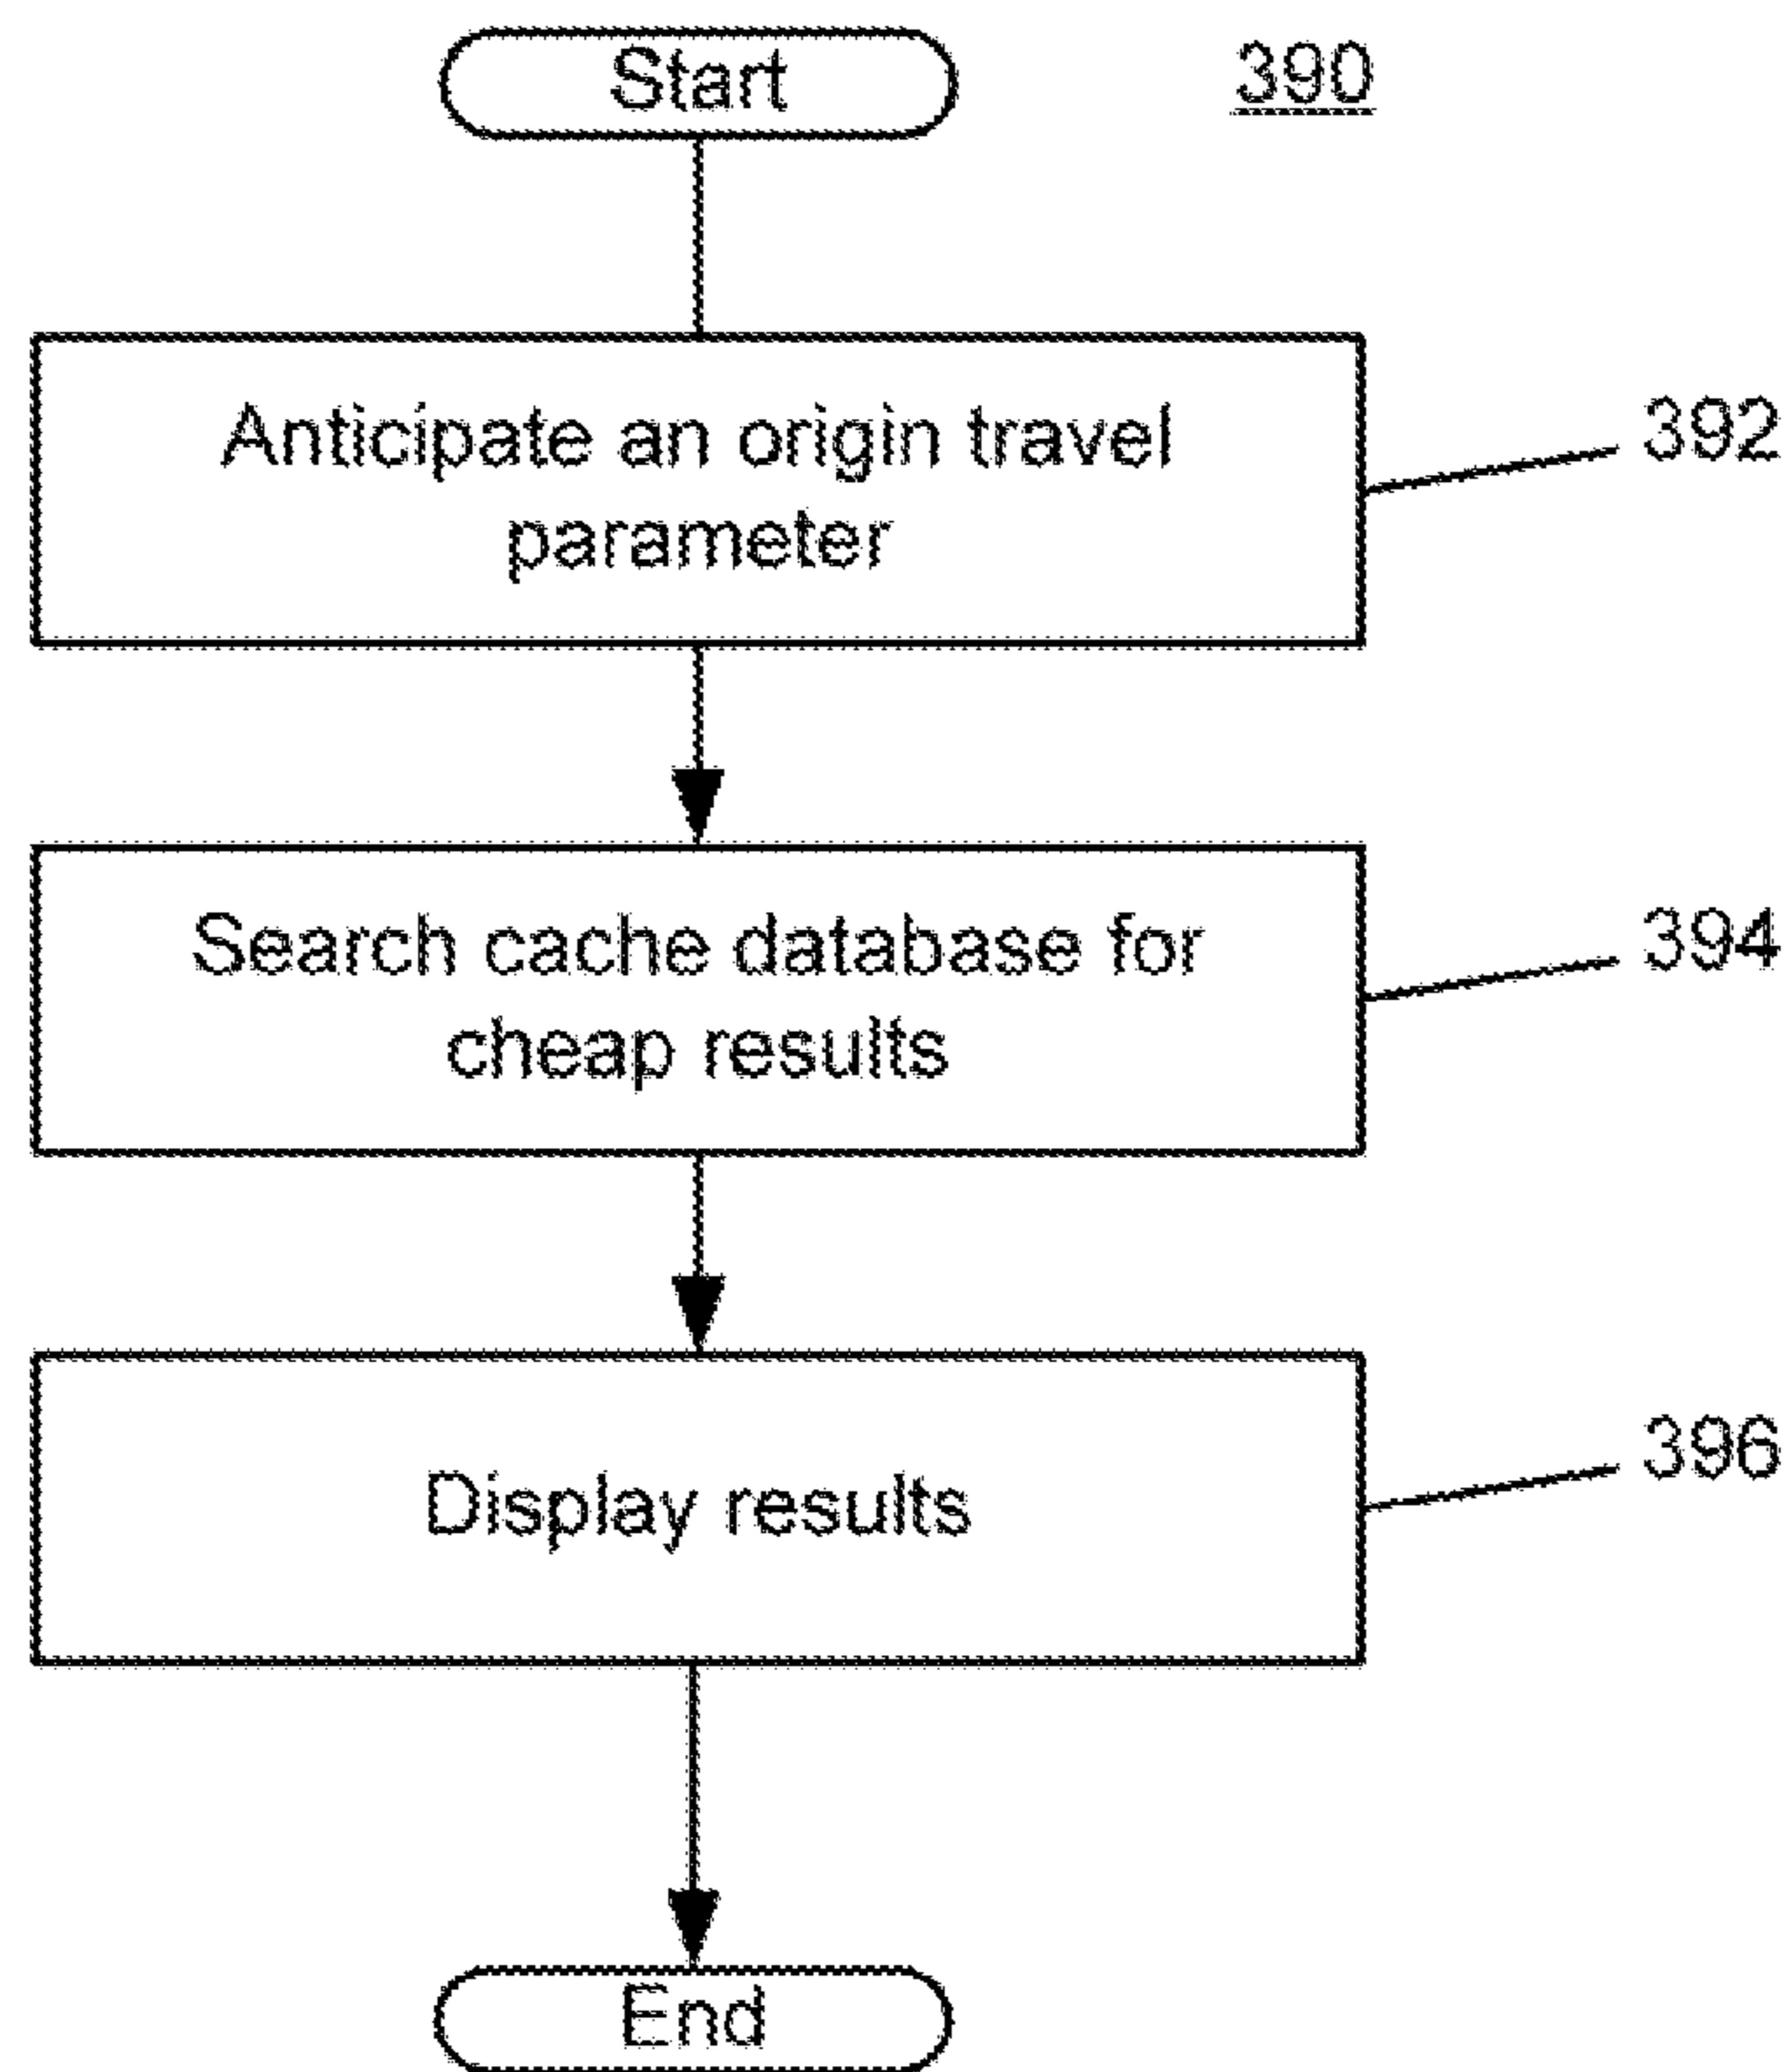 Start
390
Anticipate an origin travel
parameter
392
Search cache database for
cheap results
394
Display results
396
End